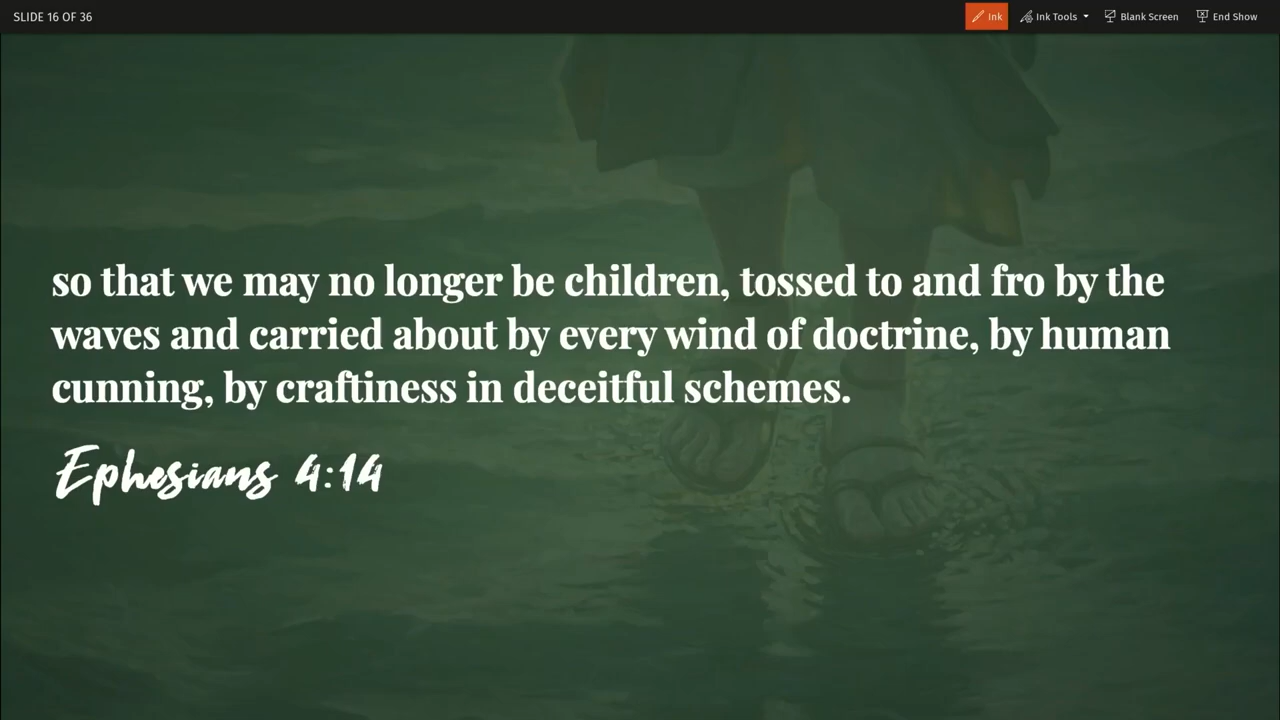 SLIDE 16 OF 36
Ink
Ink Tools
Blank Screen
End Show
so that we may no longer be children, tossed to and fro by the
waves and carried about by every wind of doctrine, by human
cunning, by craftiness in deceitful schemes.
Ephesians 4:14